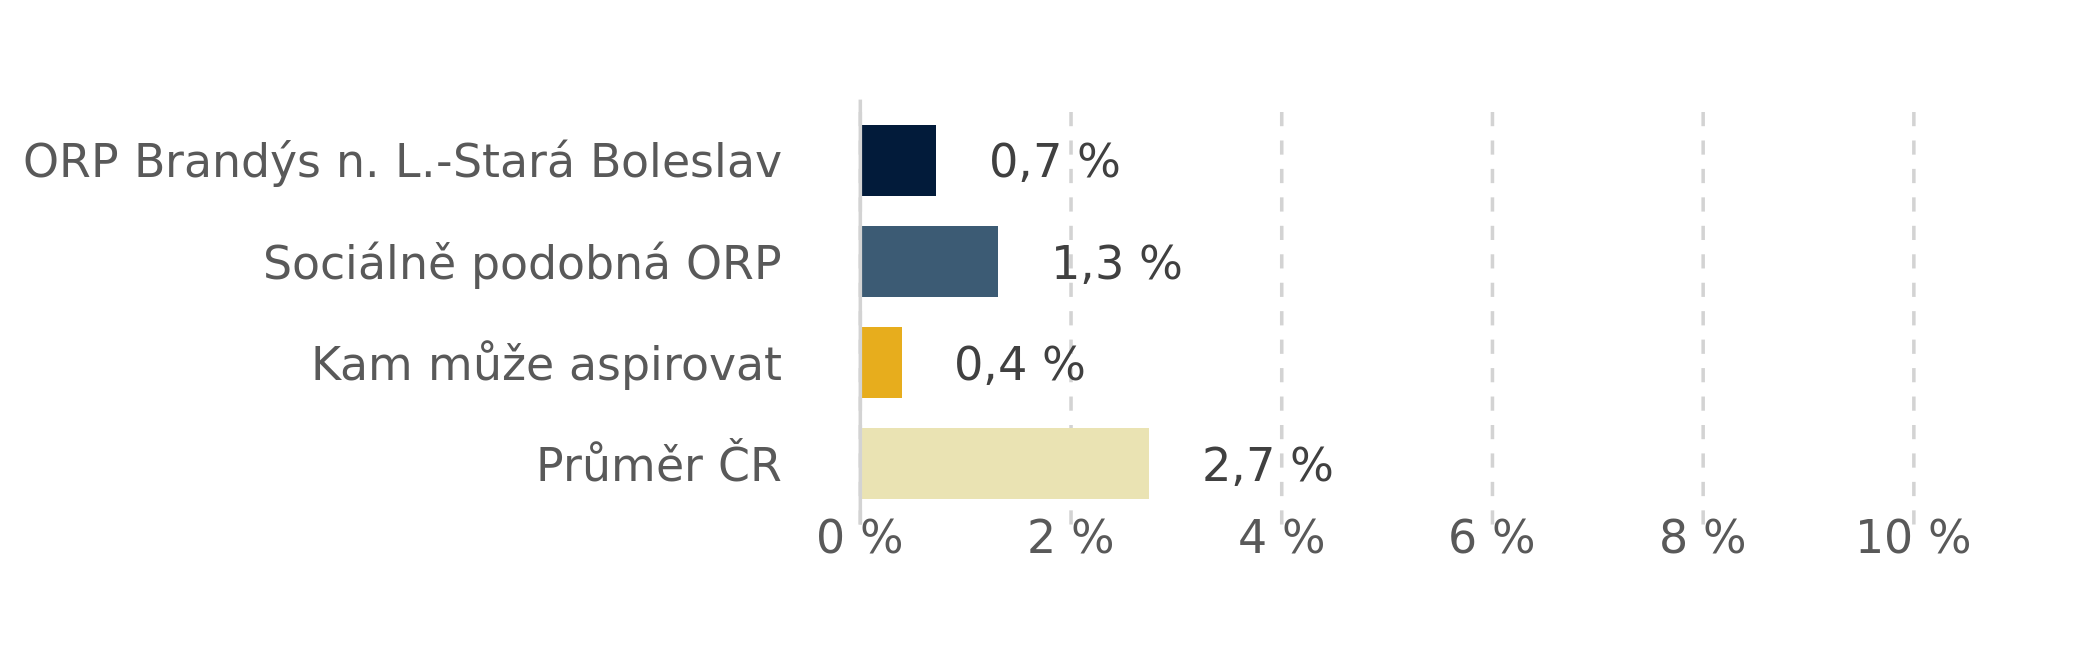 ORP Brandýs n. L.-Stará Boleslav 0,7 %
Sociálně podobná ORP 1,3 %
Kam může aspirovat 0,4 %
Průměr ČR 2,7 %
0 % 2 % 4 % 6 % 8 % 10 %